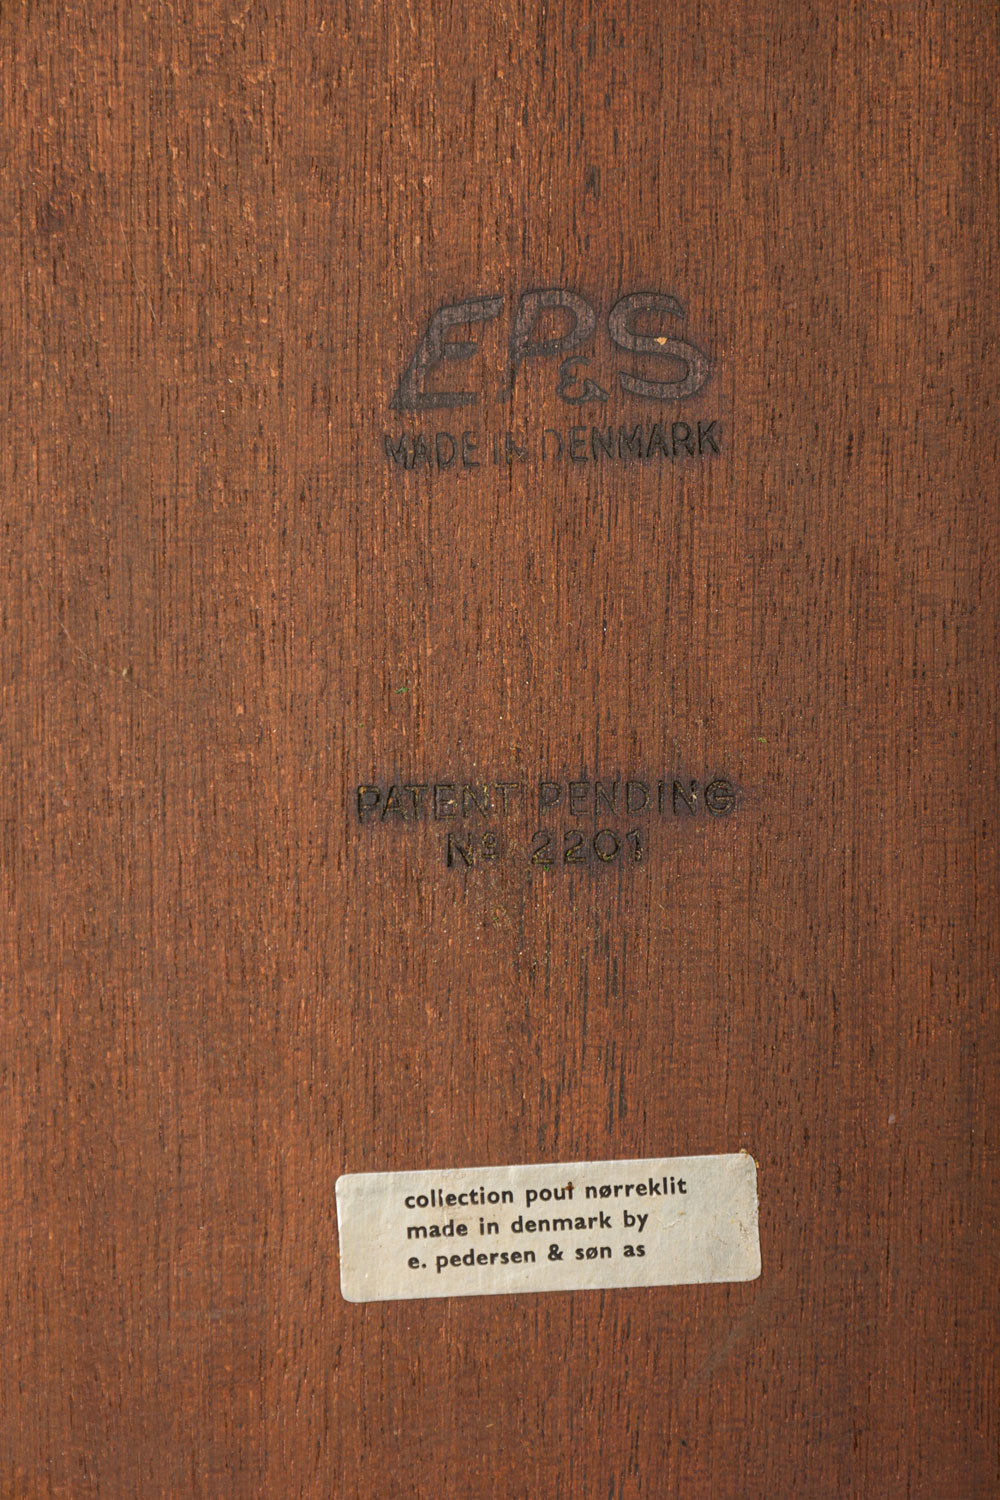 EP&S
MADE IN DENMARK
PATENT PENDING
Nº 2201
collection pout nørreklit
made in denmark by
e. pedersen & søn as